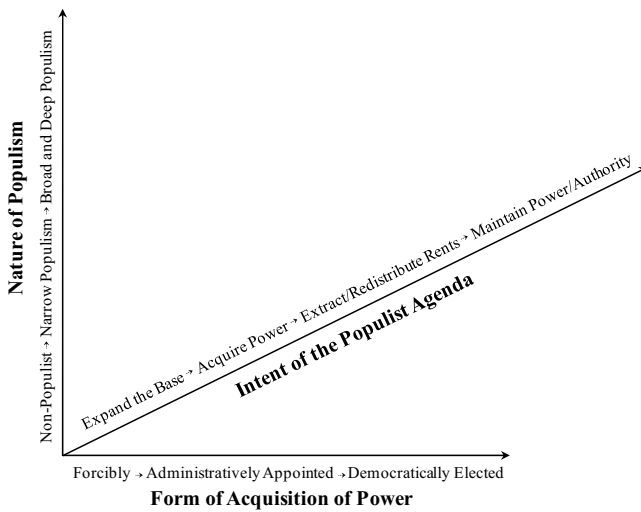 Nature of Populism
Non-Populist → Narrow Populism → Broad and Deep Populism
Expand the Base → Acquire Power → Extract/Redistribute Rents → Maintain Power/Authority
Intent of the Populist Agenda
Forcibly → Administratively Appointed → Democratically Elected
Form of Acquisition of Power